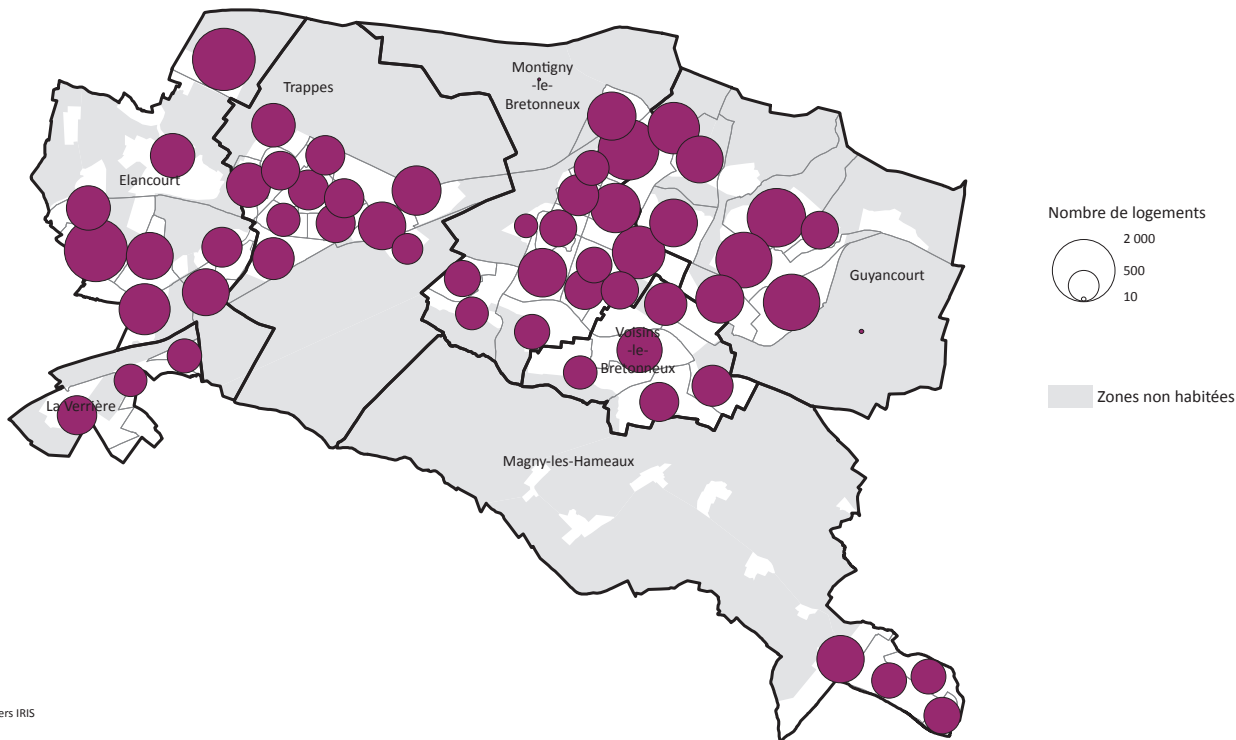 Montigny
-le-
Bretonneux
Trappes
Elancourt
Nombre de logements
2 000
500
10
Guyancourt
Voisins
-le-
Bretonneux
Zones non habitées
La Verrière
Magny-les-Hameaux
ers IRIS